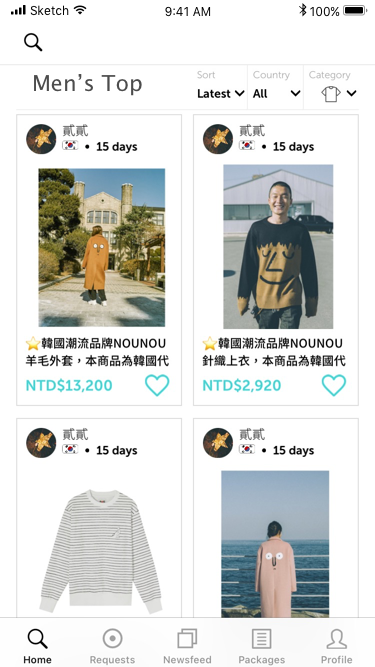 Sketch
9:41 AM
100%
Men's Top
Sort
Latest
Country
All
Category
貳貳
15 days
貳貳
15 days
⭐韓國潮流品牌NOUNOU
羊毛外套，本商品為韓國代
NTD$13,200
⭐韓國潮流品牌NOUNOU
針織上衣，本商品為韓國代
NTD$2,920
貳貳
15 days
貳貳
15 days
Home
Requests
Newsfeed
Packages
Profile